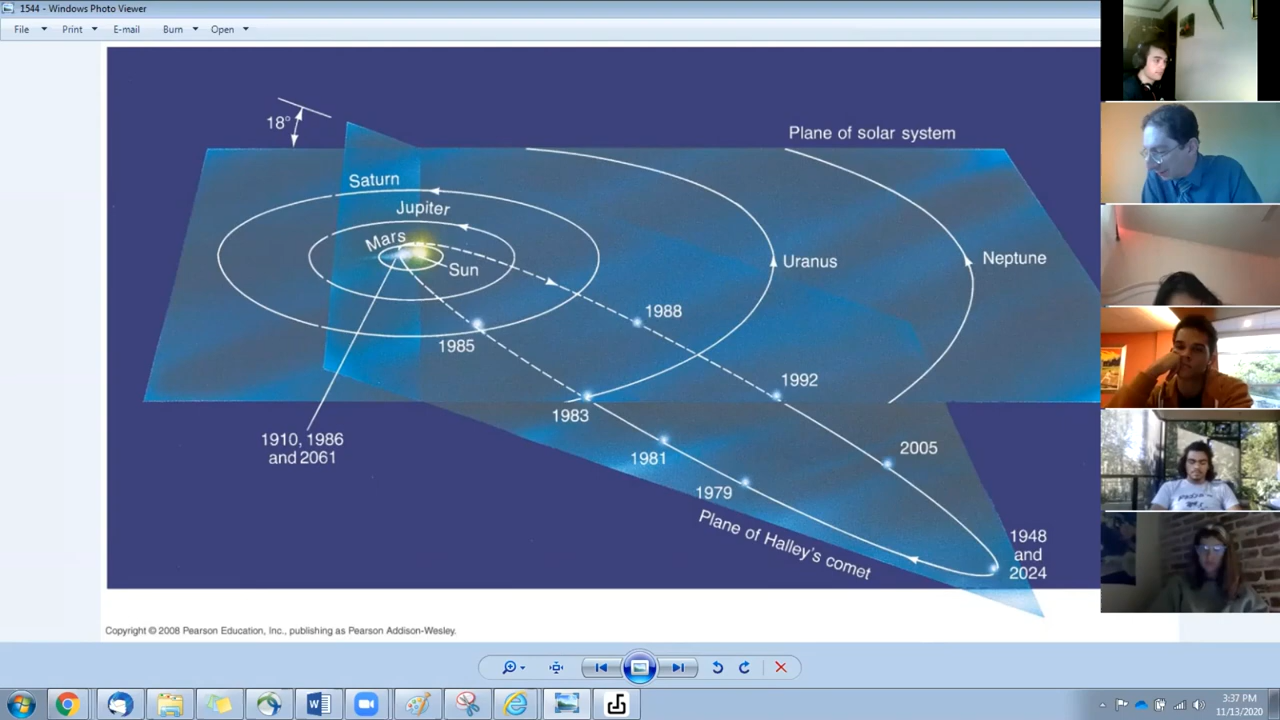 1544 - Windows Photo Viewer
File Print E-mail Burn Open
18°
Plane of solar system
Saturn
Jupiter
Mars
Sun
Uranus
Neptune
1988
1985
1992
1983
1910, 1986
and 2061
1981
2005
1979
Plane of Halley's comet
1948
and
2024
Copyright © 2008 Pearson Education, Inc., publishing as Pearson Addison-Wesley.
3:37 PM
11/13/2020